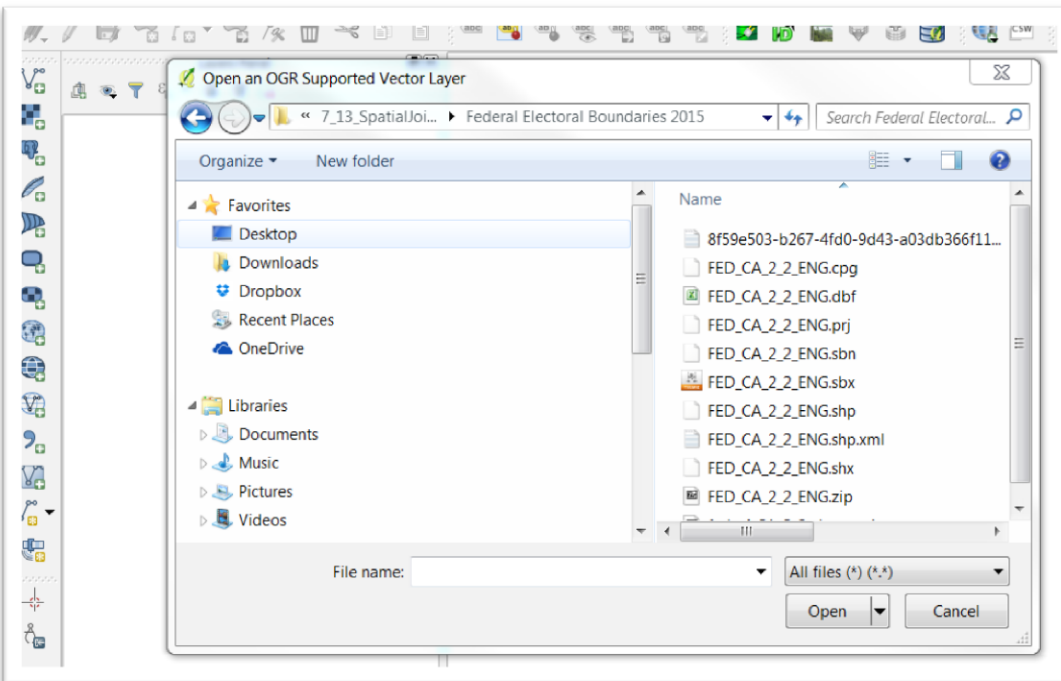 Open an OGR Supported Vector Layer
« 7_13_SpatialJoi... Federal Electoral Boundaries 2015
Search Federal Electoral...
Organize
New folder
Favorites
Desktop
Downloads
Dropbox
Recent Places
OneDrive
Libraries
Documents
Music
Pictures
Videos
Name
8f59e503-b267-4fd0-9d43-a03db366f11...
FED_CA_2_2_ENG.cpg
FED_CA_2_2_ENG.dbf
FED_CA_2_2_ENG.prj
FED_CA_2_2_ENG.sbn
FED_CA_2_2_ENG.sbx
FED_CA_2_2_ENG.shp
FED_CA_2_2_ENG.shp.xml
FED_CA_2_2_ENG.shx
FED_CA_2_2_ENG.zip
File name:
All files (*) (*.*)
Open
Cancel